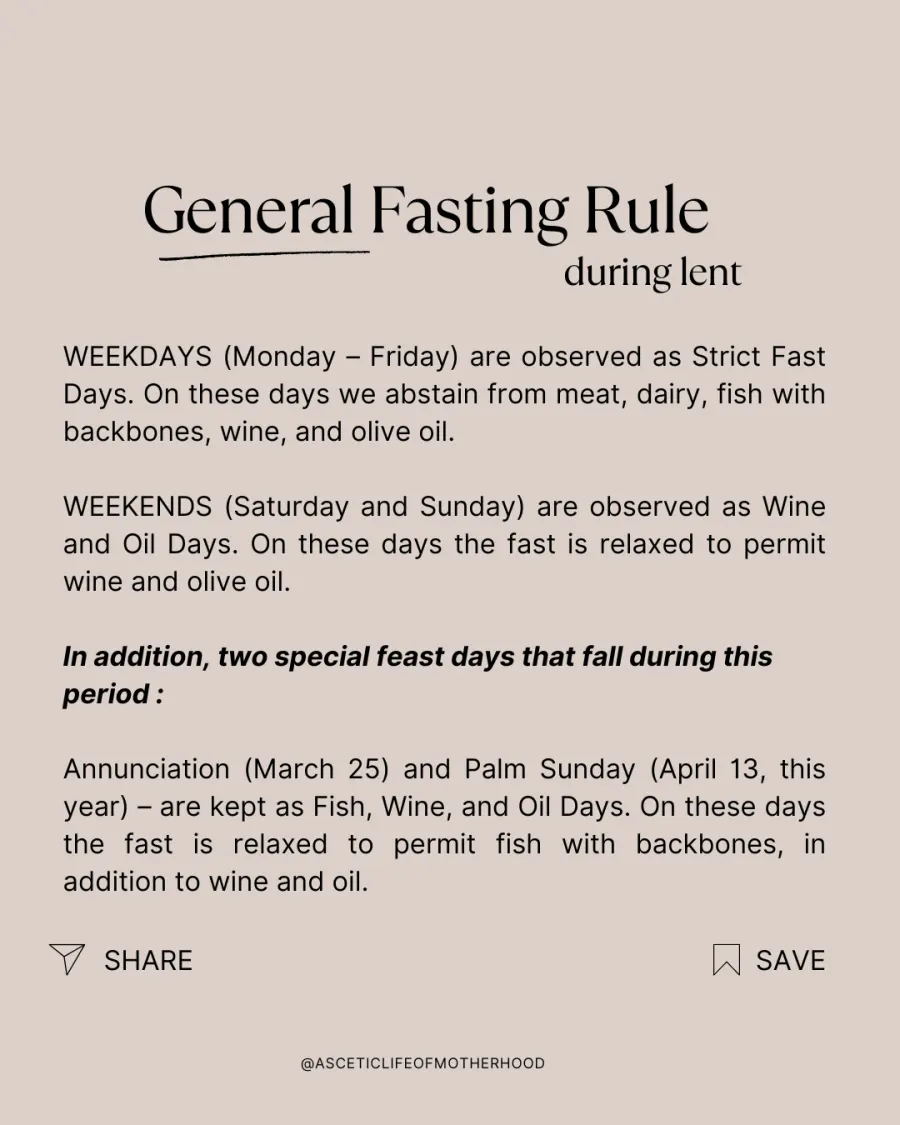 General Fasting Rule
during lent
WEEKDAYS (Monday – Friday) are observed as Strict Fast
Days. On these days we abstain from meat, dairy, fish with
backbones, wine, and olive oil.
WEEKENDS (Saturday and Sunday) are observed as Wine
and Oil Days. On these days the fast is relaxed to permit
wine and olive oil.
In addition, two special feast days that fall during this
period :
Annunciation (March 25) and Palm Sunday (April 13, this
year) – are kept as Fish, Wine, and Oil Days. On these days
the fast is relaxed to permit fish with backbones, in
addition to wine and oil.
SHARE
SAVE
@ASCETICLIFEOFMOTHERHOOD